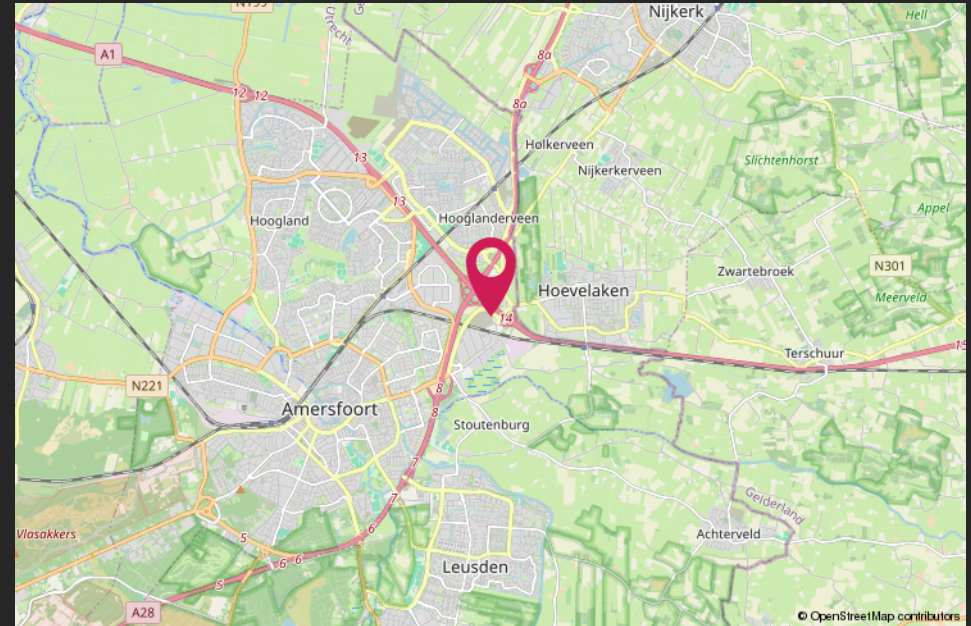 N199
Nijkerk
Hell
Ge
Utrecht
A1
8a
12
12
8a
13
Holkerveen
Slichtenhorst
Nijkerkerveen
13
Appel
Hoogland
Hooglanderveen
N301
Zwartebroek
Hoevelaken
Meerveld
14
Terschuur
15
N221
8
Amersfoort
8
Stoutenburg
7
7
Gelderland
Vlasakkers
5
6
Achterveld
6
6
Leusden
5
A28
© OpenStreetMap contributors